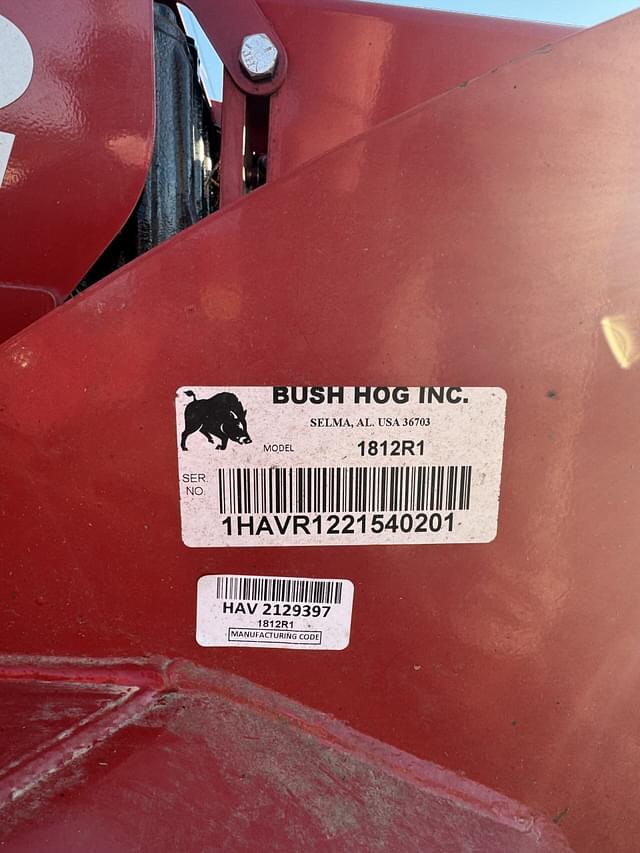 BUSH HOG INC.
SELMA, AL. USA 36703
MODEL 1812R1
SER.
NO.
1HAVR1221540201
HAV 2129397
1812R1
MANUFACTURING CODE